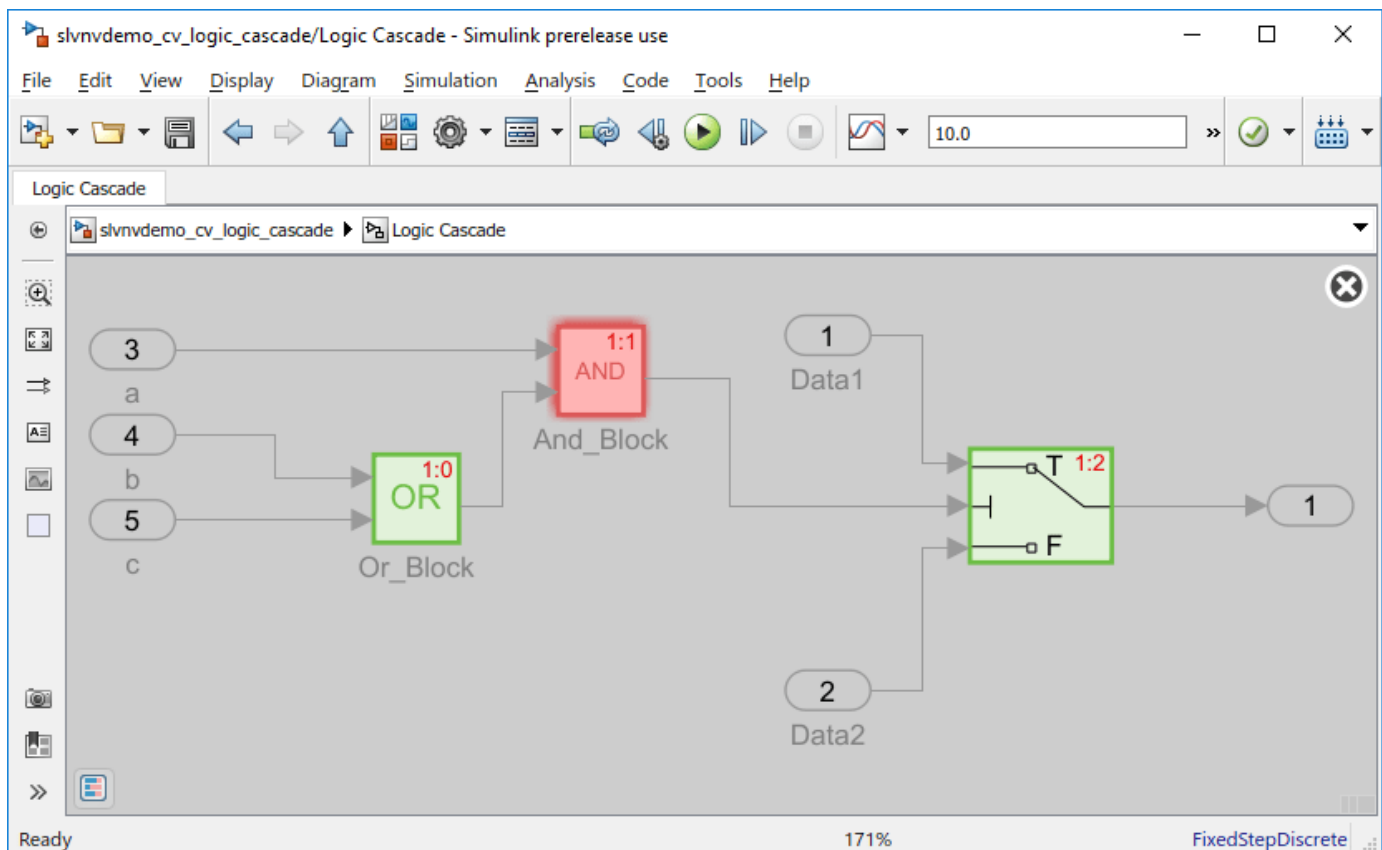 slvnvdemo_cv_logic_cascade/Logic Cascade - Simulink prerelease use
File Edit View Display Diagram Simulation Analysis Code Tools Help
10.0 »
Logic Cascade
slvnvdemo_cv_logic_cascade Logic Cascade
3
a
4
b
5
c
1:0
OR
Or_Block
1:1
AND
And_Block
1
Data1
T 1:2
F
1
2
Data2
Ready 171% FixedStepDiscrete